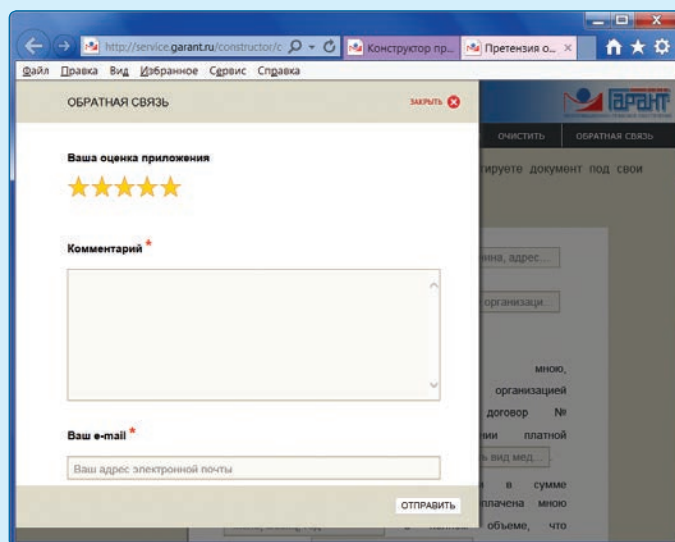 http://service.garant.ru/constructor/c
Конструктор пр...
Претензия о...
Файл Правка Вид Избранное Сервис Справка
ОБРАТНАЯ СВЯЗЬ
ЗАКРЫТЬ
Гарант
ОЧИСТИТЬ
ОБРАТНАЯ СВЯЗЬ
Ваша оценка приложения
тируете документ под свои
Комментарий *
ина, адрес...
организаци...
мною,
организацией
договор №
нии платной
ь вид мед...
Ваш e-mail *
Ваш адрес электронной почты
и в сумме
плачена мною
объеме, что
ОТПРАВИТЬ